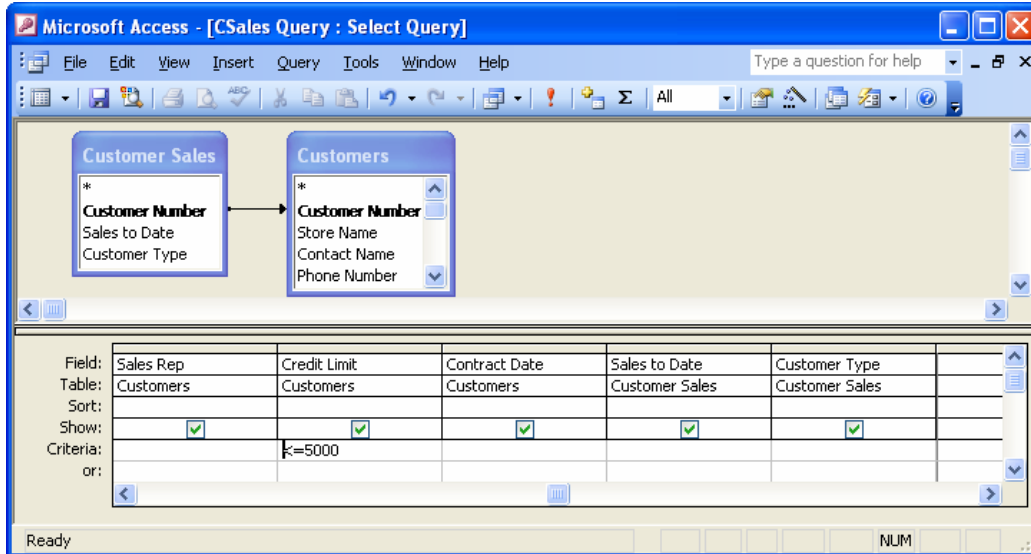 Microsoft Access - [CSales Query : Select Query]
File Edit View Insert Query Tools Window Help Type a question for help
ABC Σ All ?
Customer Sales Customers
* *
Customer Number Customer Number
Sales to Date Store Name
Customer Type Contact Name
Phone Number
Field: Sales Rep Credit Limit Contract Date Sales to Date Customer Type
Table: Customers Customers Customers Customer Sales Customer Sales
Sort:
Show:
Criteria: <=5000
or:
Ready NUM